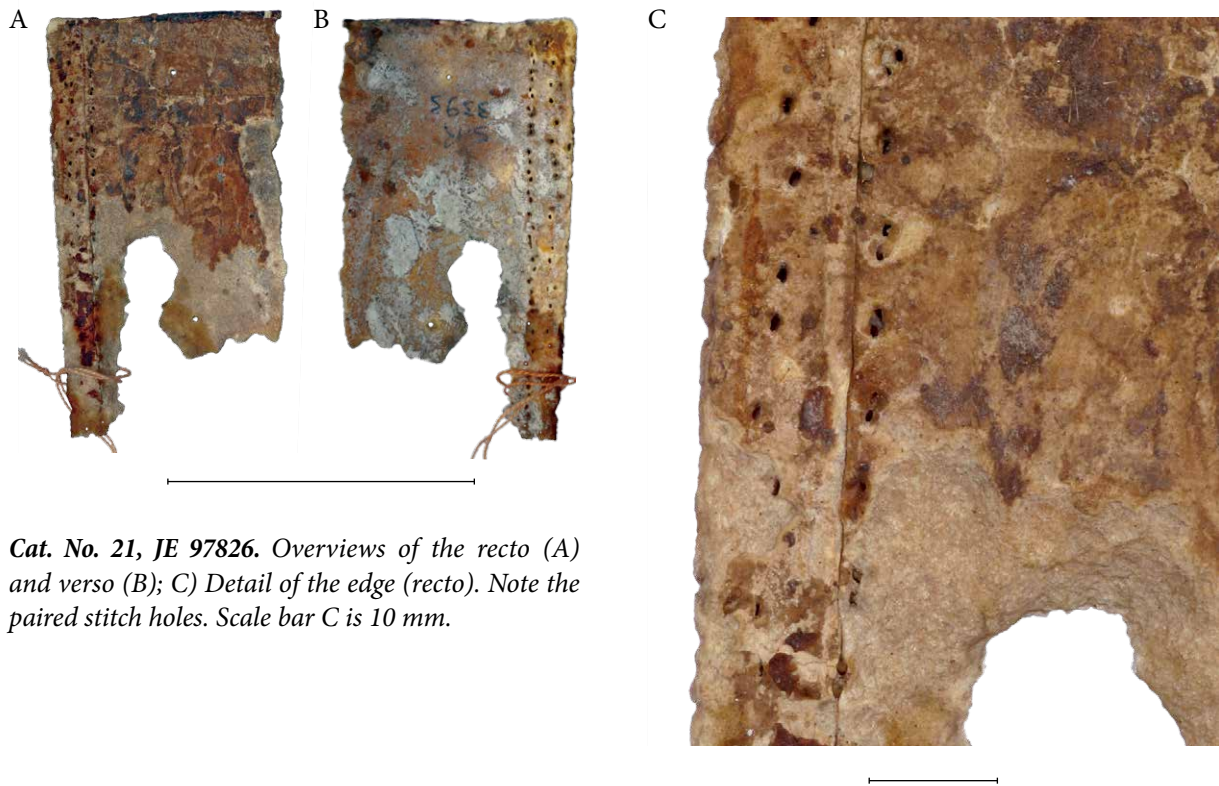 A
B
C
8393
Cat. No. 21, JE 97826. Overviews of the recto (A)
and verso (B); C) Detail of the edge (recto). Note the
paired stitch holes. Scale bar C is 10 mm.